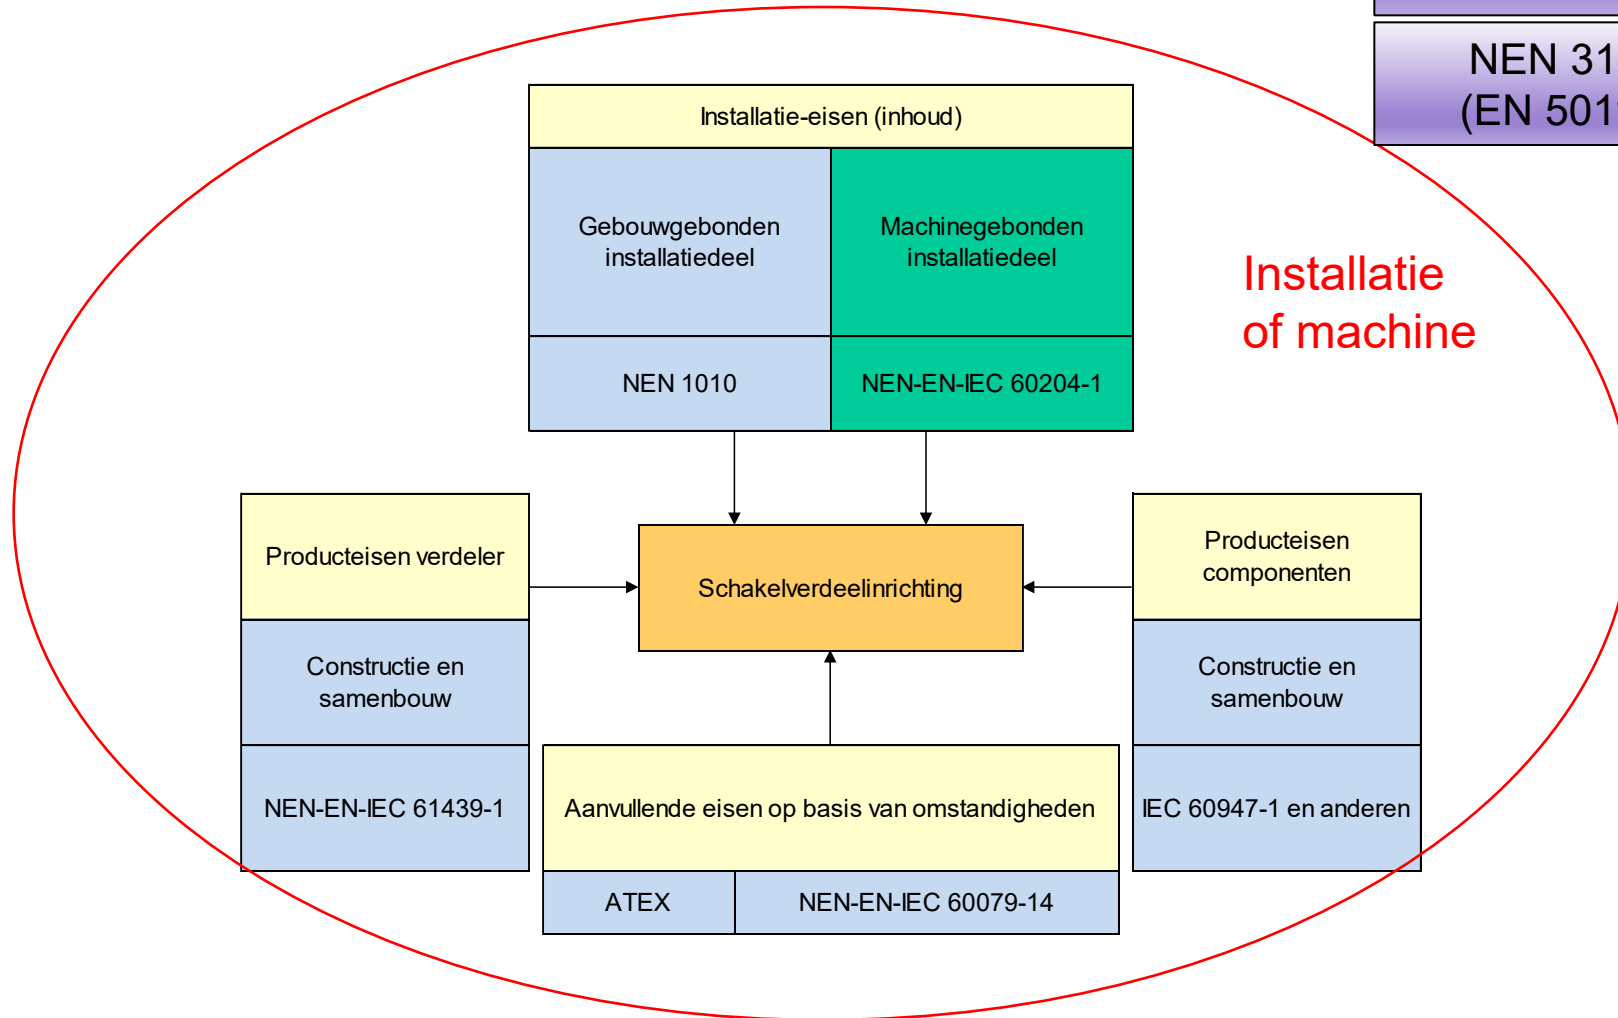 NEN 31
(EN 501
Installatie-eisen (inhoud)
Gebouwgebonden
installatiedeel
Machinegebonden
installatiedeel
NEN 1010
NEN-EN-IEC 60204-1
Installatie
of machine
Producteisen verdeler
Constructie en
samenbouw
NEN-EN-IEC 61439-1
Schakelverdeelinrichting
Producteisen
componenten
Constructie en
samenbouw
IEC 60947-1 en anderen
Aanvullende eisen op basis van omstandigheden
ATEX
NEN-EN-IEC 60079-14